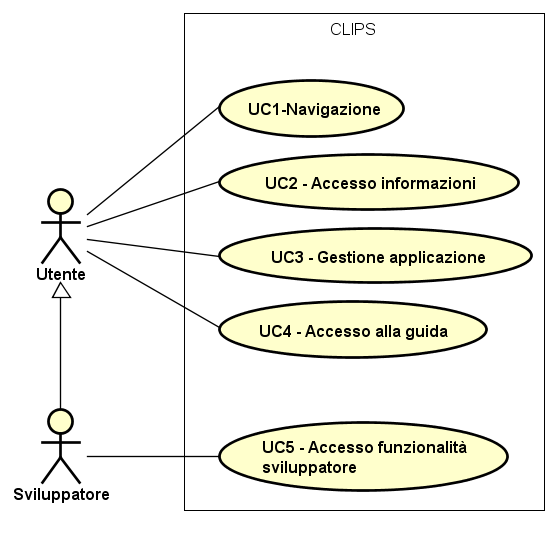 CLIPS
UC1-Navigazione
UC2 - Accesso informazioni
UC3 - Gestione applicazione
Utente
UC4 - Accesso alla guida
UC5 - Accesso funzionalità
sviluppatore
Sviluppatore